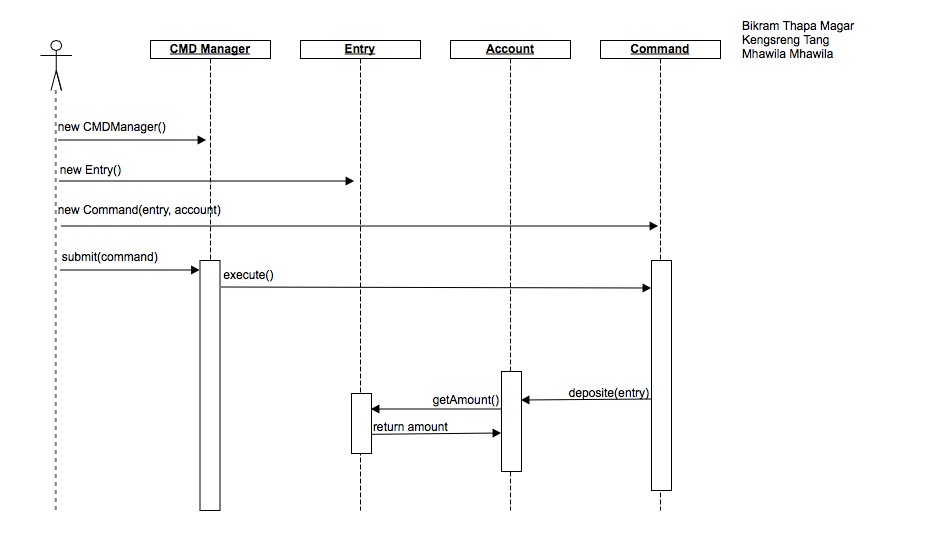 Bikram Thapa Magar
Kengsreng Tang
Mhawila Mhawila
CMD Manager
Entry
Account
Command
new CMDManager()
new Entry()
new Command(entry, account)
submit(command)
execute()
deposite(entry)
getAmount()
return amount